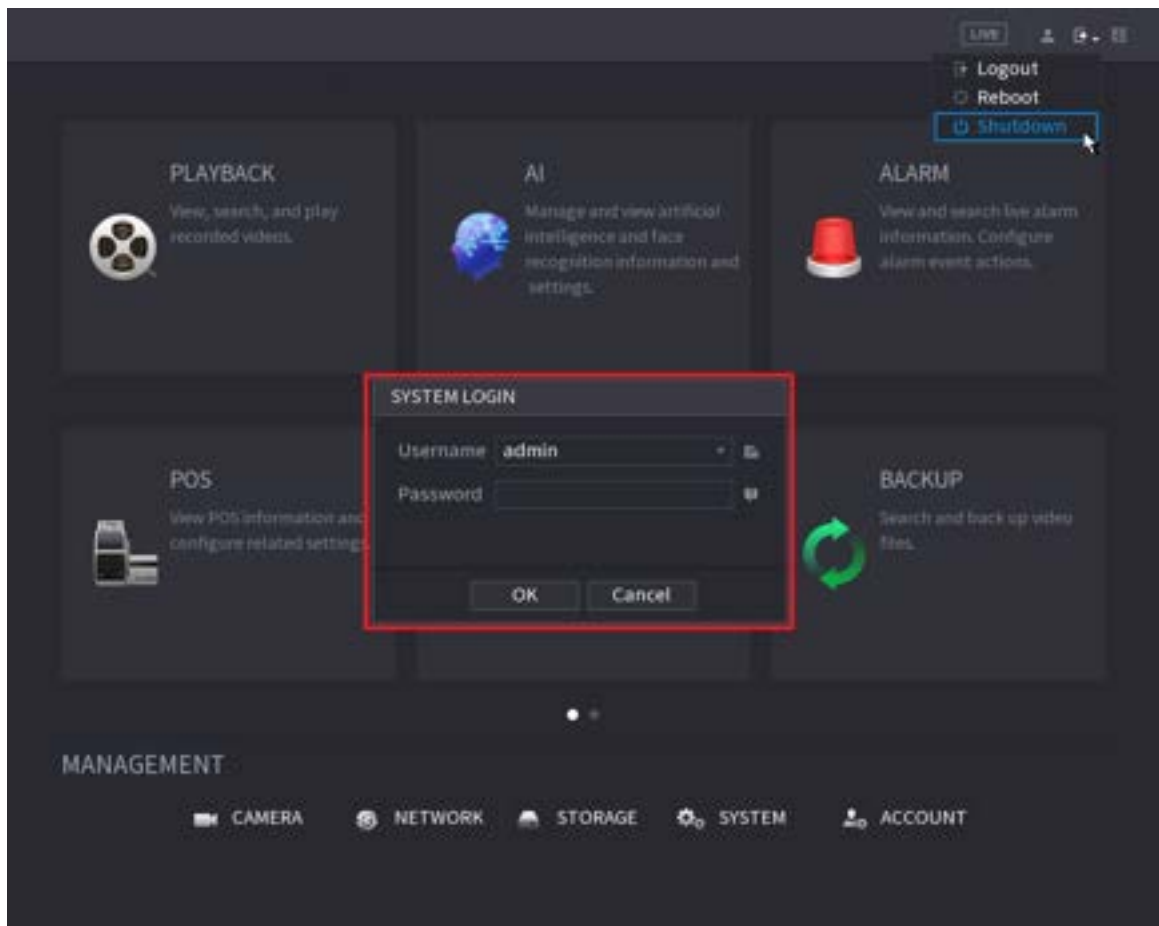 LIVE
Logout
Reboot
Shutdown
PLAYBACK
View, search, and play
recorded videos.
AI
Manage and view artificial
intelligence and face
recognition information and
settings.
ALARM
View and search live alarm
information. Configure
alarm event actions.
SYSTEM LOGIN
Username admin
Password
OK Cancel
POS
View POS information and
configure related settings
BACKUP
Search and back up video
files.
MANAGEMENT
CAMERA NETWORK STORAGE SYSTEM ACCOUNT